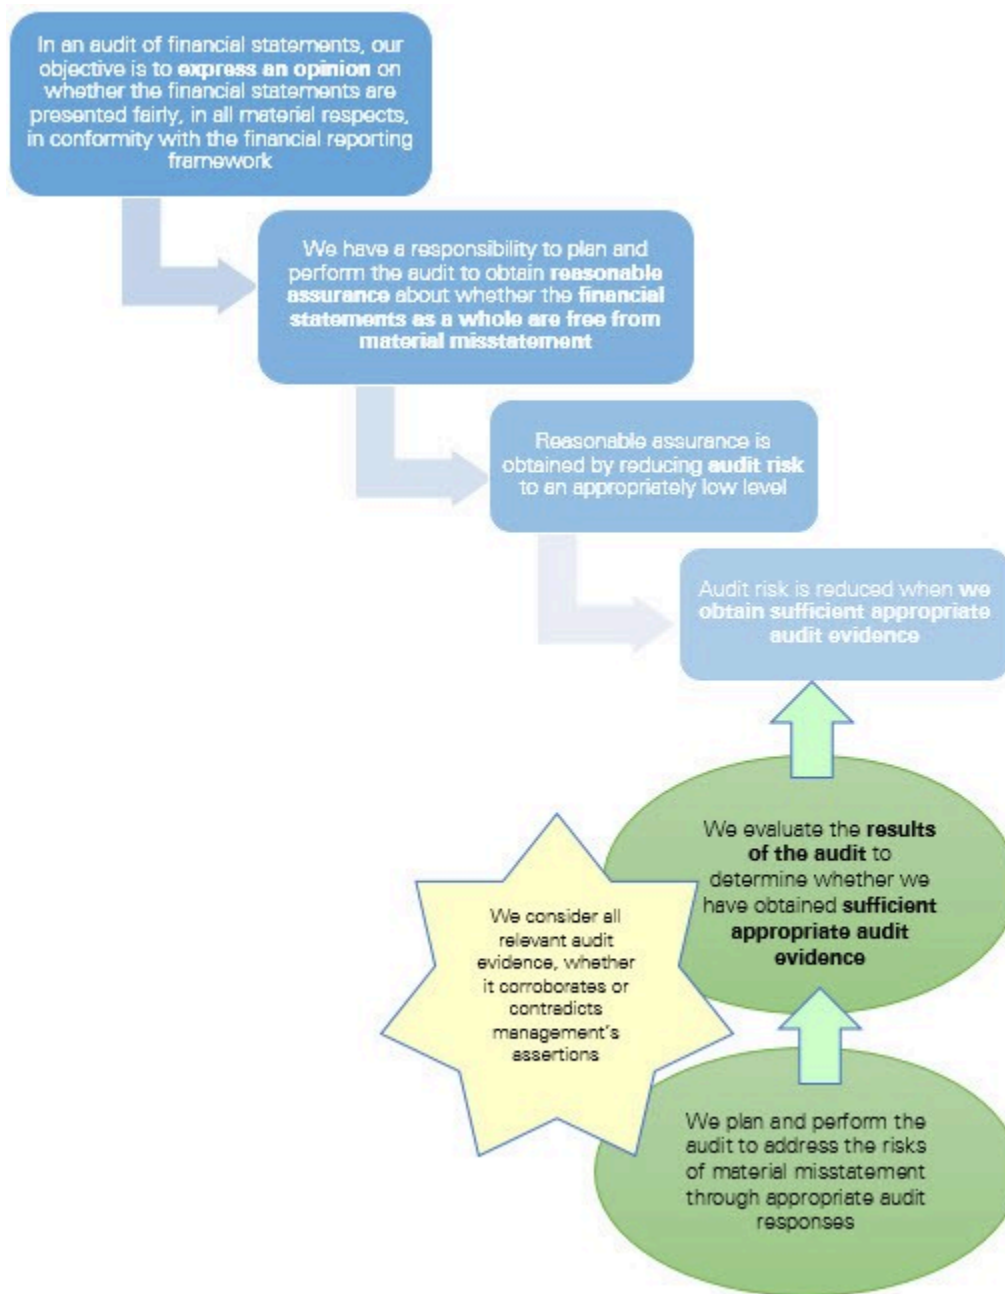 In an audit of financial statements, our
objective is to express an opinion on
whether the financial statements are
presented fairly, in all material respects,
in conformity with the financial reporting
framework
We have a responsibility to plan and
perform the audit to obtain reasonable
assurance about whether the financial
statements as a whole are free from
material misstatement
Reasonable assurance is
obtained by reducing audit risk
to an appropriately low level
Audit risk is reduced when we
obtain sufficient appropriate
audit evidence
We evaluate the results
of the audit to
determine whether we
have obtained sufficient
appropriate audit
evidence
We consider all
relevant audit
evidence, whether
it corroborates or
contradicts
management's
assertions
We plan and perform the
audit to address the risks
of material misstatement
through appropriate audit
responses